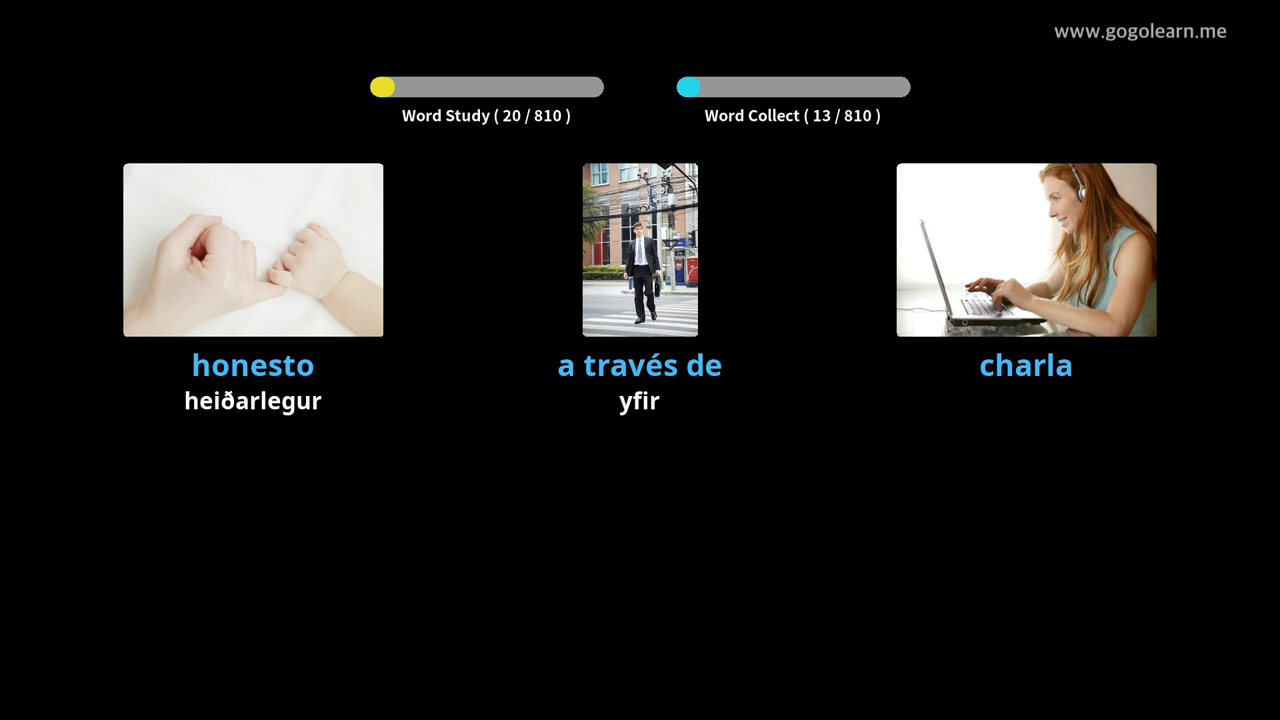 www.gogolearn.me
Word Study ( 20 / 810 )
Word Collect ( 13 / 810 )
honesto
a través de
charla
heiðarlegur
yfir